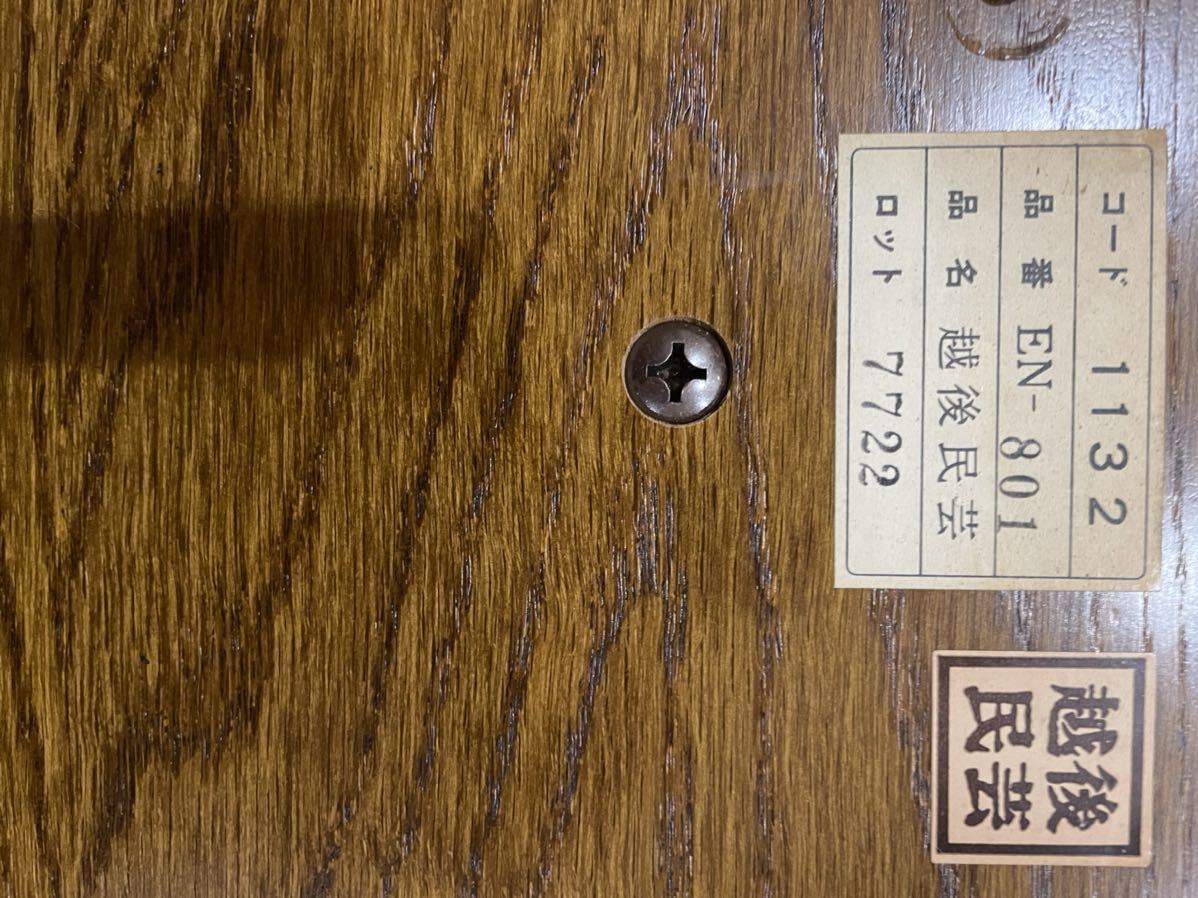 コード 1132
品番 EN-801
品名 越後民芸
ロット 7722
越後
民芸